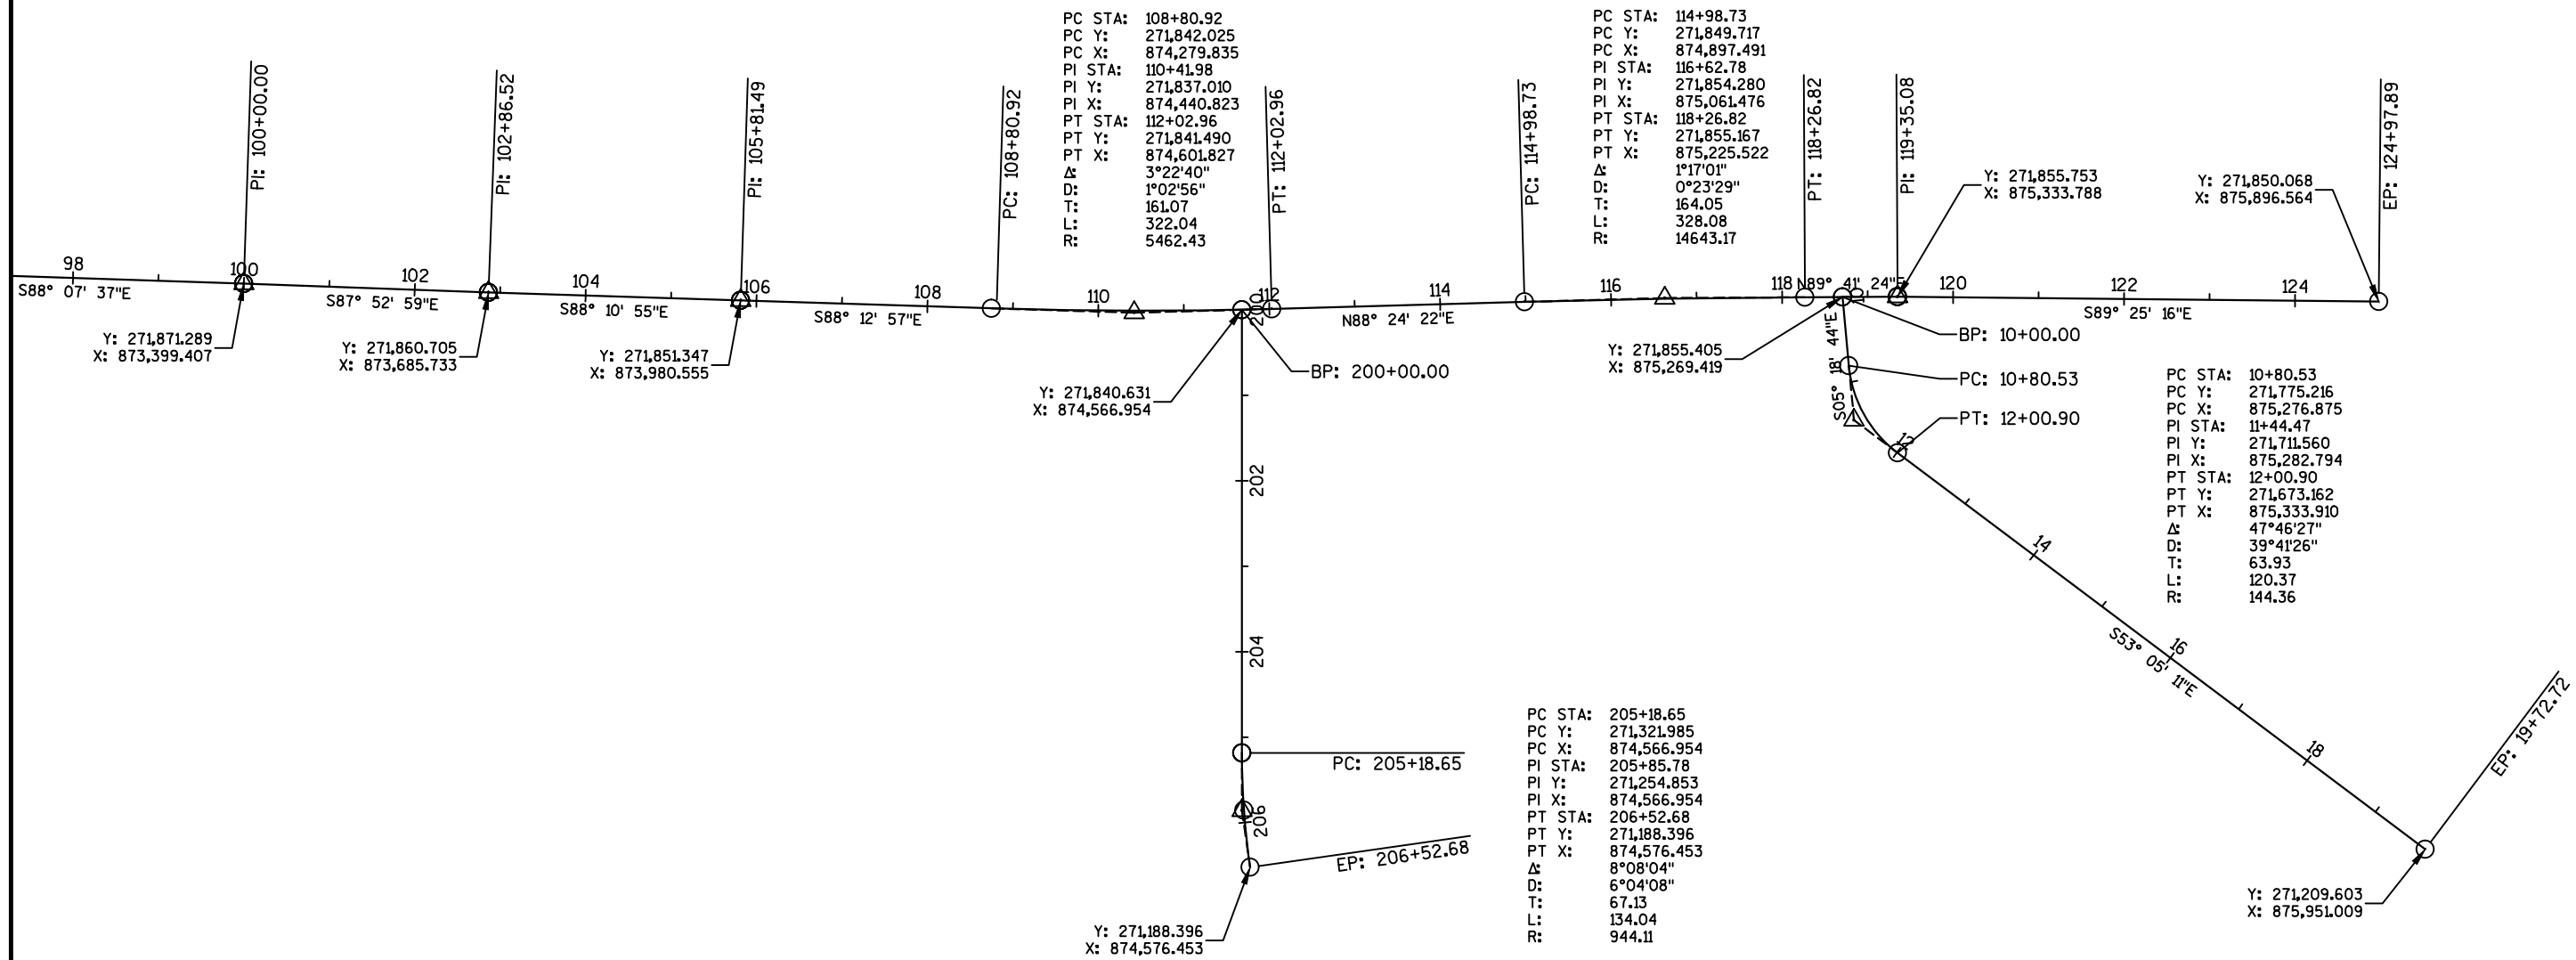 PC STA: 108+80.92
PC Y: 271,842.025
PC X: 874,279.835
PI STA: 110+41.98
PI Y: 271,837.010
PI X: 874,440.823
PT STA: 112+02.96
PT Y: 271,841.490
PT X: 874,601.827
Δ: 3°22'40"
D: 1°02'56"
T: 161.07
L: 322.04
R: 5462.43
PC STA: 114+98.73
PC Y: 271,849.717
PC X: 874,897.491
PI STA: 116+62.78
PI Y: 271,854.280
PI X: 875,061.476
PT STA: 118+26.82
PT Y: 271,855.167
PT X: 875,225.522
Δ: 1°17'01"
D: 0°23'29"
T: 164.05
L: 328.08
R: 14643.17
PI: 100+00.00
PI: 102+86.52
PI: 105+81.49
PC: 108+80.92
PT: 112+02.96
PC: 114+98.73
PT: 118+26.82
PI: 119+35.08
EP: 124+97.89
Y: 271,855.753
X: 875,333.788
Y: 271,850.068
X: 875,896.564
98
100
102
104
106
108
110
112
114
116
118
120
122
124
S88° 07' 37"E
S87° 52' 59"E
S88° 10' 55"E
S88° 12' 57"E
N88° 24' 22"E
N89° 41' 24"E
S89° 25' 16"E
Y: 271,871.289
X: 873,399.407
Y: 271,860.705
X: 873,685.733
Y: 271,851.347
X: 873,980.555
Y: 271,840.631
X: 874,566.954
BP: 200+00.00
Y: 271,855.405
X: 875,269.419
BP: 10+00.00
PC: 10+80.53
PT: 12+00.90
S05° 18' 44"E
200
202
204
206
10
12
14
16
18
S53° 05' 11"E
PC STA: 10+80.53
PC Y: 271,775.216
PC X: 875,276.875
PI STA: 11+44.47
PI Y: 271,711.560
PI X: 875,282.794
PT STA: 12+00.90
PT Y: 271,673.162
PT X: 875,333.910
Δ: 47°46'27"
D: 39°41'26"
T: 63.93
L: 120.37
R: 144.36
EP: 19+72.72
Y: 271,209.603
X: 875,951.009
PC: 205+18.65
EP: 206+52.68
Y: 271,188.396
X: 874,576.453
PC STA: 205+18.65
PC Y: 271,321.985
PC X: 874,566.954
PI STA: 205+85.78
PI Y: 271,254.853
PI X: 874,566.954
PT STA: 206+52.68
PT Y: 271,188.396
PT X: 874,576.453
Δ: 8°08'04"
D: 6°04'08"
T: 67.13
L: 134.04
R: 944.11